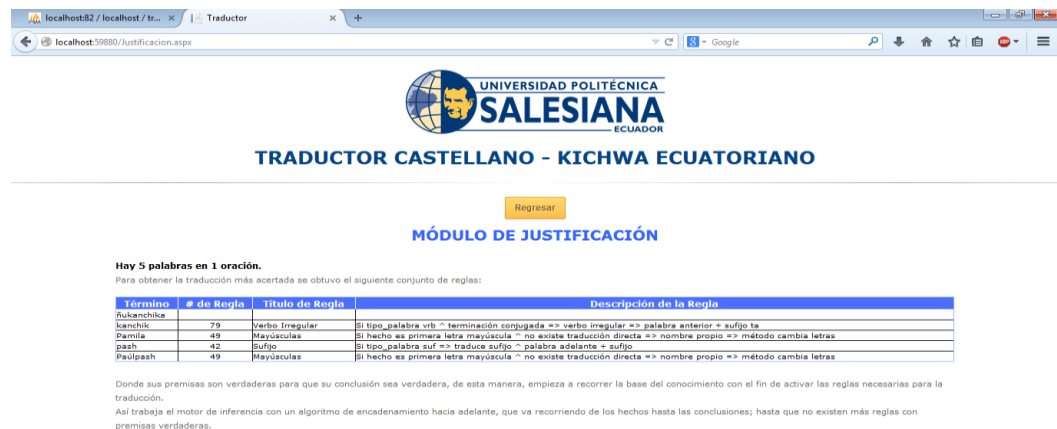 localhost:82 / localhost / tr...
Traductor
localhost:59880/Justificacion.aspx
Google
UNIVERSIDAD POLITÉCNICA
SALESIANA
ECUADOR
TRADUCTOR CASTELLANO - KICHWA ECUATORIANO
Regresar
MÓDULO DE JUSTIFICACIÓN
Hay 5 palabras en 1 oración.
Para obtener la traducción más acertada se obtuvo el siguiente conjunto de reglas:
Término # de Regla Título de Regla Descripción de la Regla
ñukanchika
kanchik 79 Verbo Irregular Si tipo_palabra vrb ^ terminación conjugada => verbo irregular => palabra anterior + sufijo ta
Pamila 49 Mayúsculas Si hecho es primera letra mayúscula ^ no existe traducción directa => nombre propio => método cambia letras
pash 42 Sufijo Si tipo_palabra suf => traduce sufijo ^ palabra adelante + sufijo
Paúlpash 49 Mayúsculas Si hecho es primera letra mayúscula ^ no existe traducción directa => nombre propio => método cambia letras
Donde sus premisas son verdaderas para que su conclusión sea verdadera, de esta manera, empieza a recorrer la base del conocimiento con el fin de activar las reglas necesarias para la
traducción.
Así trabaja el motor de inferencia con un algoritmo de encadenamiento hacia adelante, que va recorriendo de los hechos hasta las conclusiones; hasta que no existen más reglas con
premisas verdaderas.